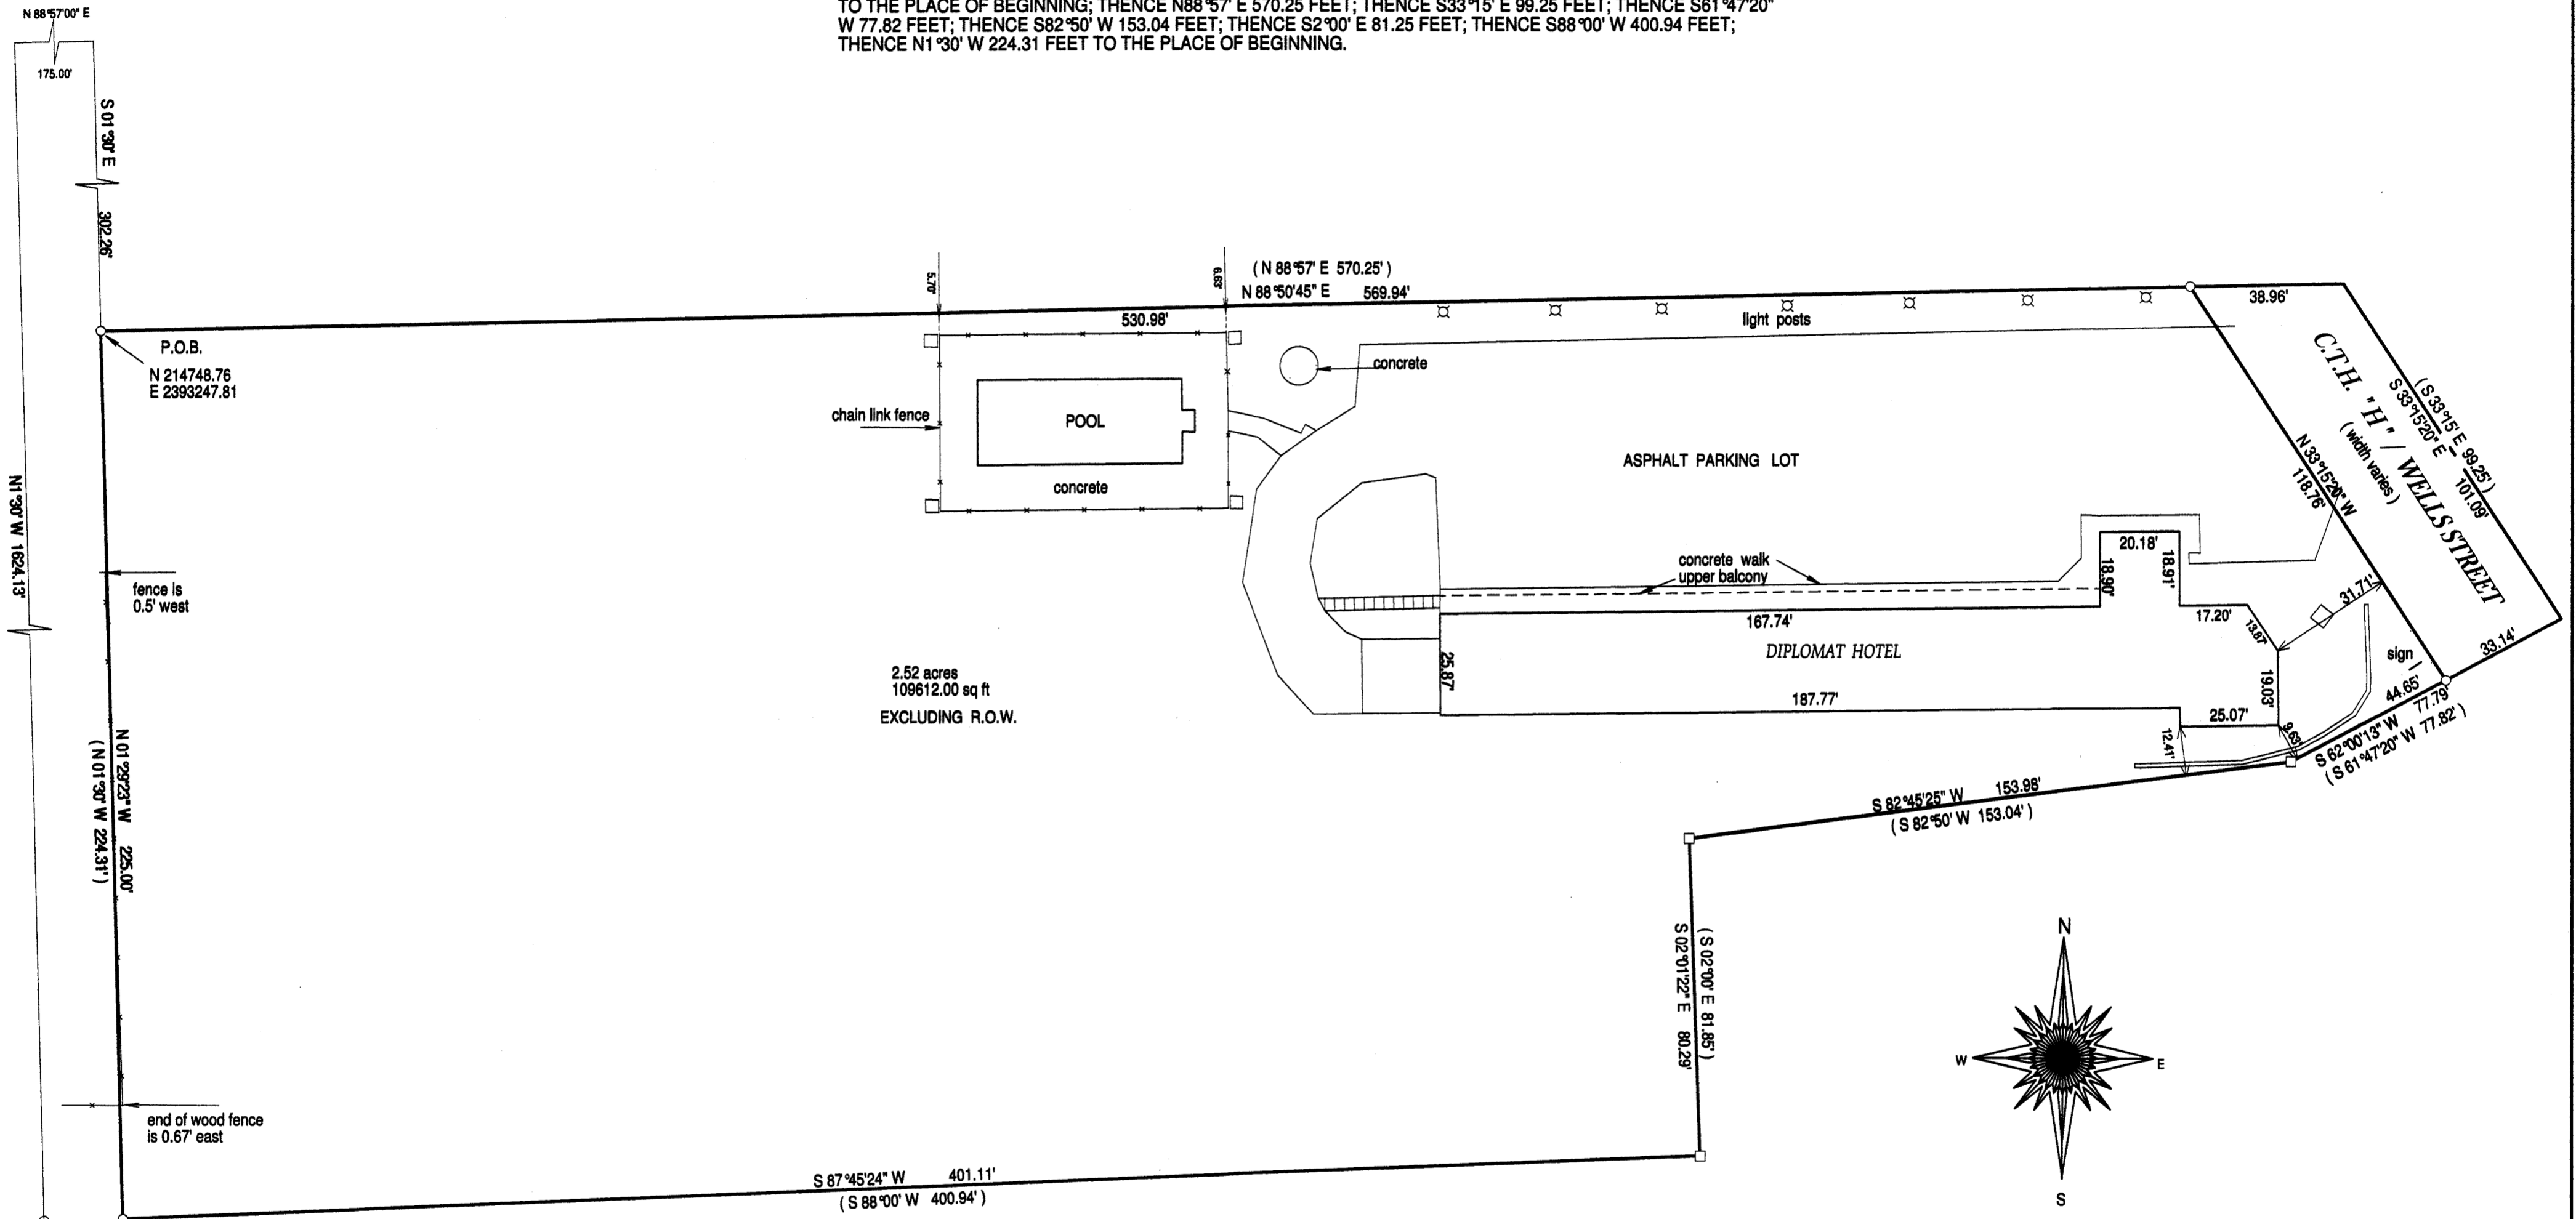 TO THE PLACE OF BEGINNING; THENCE N88°57' E 570.25 FEET; THENCE S33°15' E 99.25 FEET; THENCE S61°47'20"
W 77.82 FEET; THENCE S82°50' W 153.04 FEET; THENCE S2°00' E 81.25 FEET; THENCE S88°00' W 400.94 FEET;
THENCE N1°30' W 224.31 FEET TO THE PLACE OF BEGINNING.
N 88°57'00" E
175.00'
S 01°30' E
302.26'
N1°30' W 1624.13'
P.O.B.
N 214748.76
E 2393247.81
fence is
0.5' west
N 01°29'23" W 225.00'
( N 01°30' W 224.31' )
end of wood fence
is 0.67' east
5.70'
6.63'
( N 88°57' E 570.25' )
N 88°50'45" E 569.94'
530.98'
38.96'
light posts
concrete
chain link fence
POOL
concrete
ASPHALT PARKING LOT
C.T.H. "H" / WELLS STREET
( width varies )
( S 33°15' E 99.25' )
S 33°15'20" E 101.09'
N 33°15'20" W
118.76'
concrete walk
upper balcony
20.18'
18.90'
18.91'
17.20'
13.87'
31.71'
167.74'
DIPLOMAT HOTEL
25.87'
187.77'
19.03'
25.07'
12.41'
9.63'
sign
33.14'
44.65'
S 62°00'13" W 77.79'
( S 61°47'20" W 77.82' )
2.52 acres
109612.00 sq ft
EXCLUDING R.O.W.
S 82°45'25" W 153.98'
( S 82°50' W 153.04' )
( S 02°00' E 81.85' )
S 02°01'22" E 80.29'
S 87°45'24" W 401.11'
( S 88°00' W 400.94' )
N
W
E
S